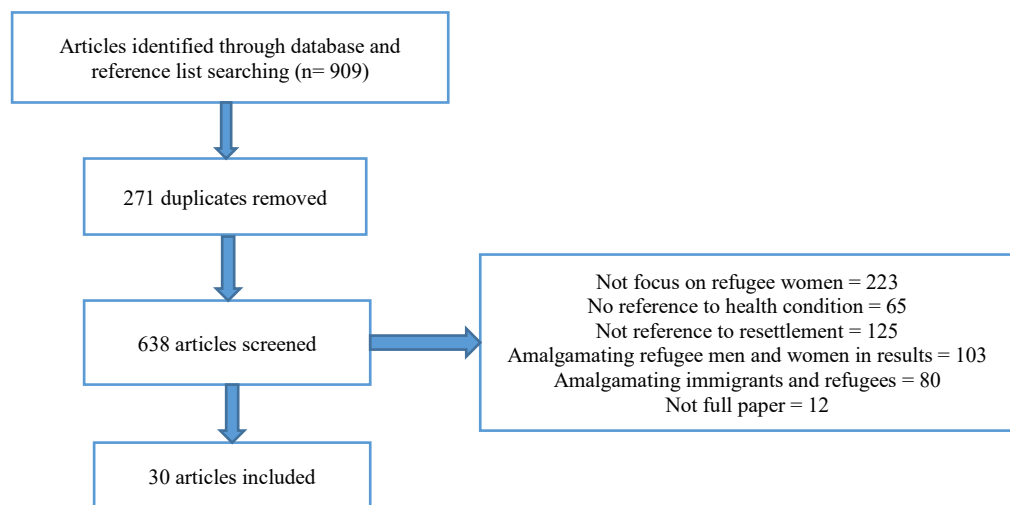 Articles identified through database and
reference list searching (n= 909)
271 duplicates removed
638 articles screened
Not focus on refugee women = 223
No reference to health condition = 65
Not reference to resettlement = 125
Amalgamating refugee men and women in results = 103
Amalgamating immigrants and refugees = 80
Not full paper = 12
30 articles included